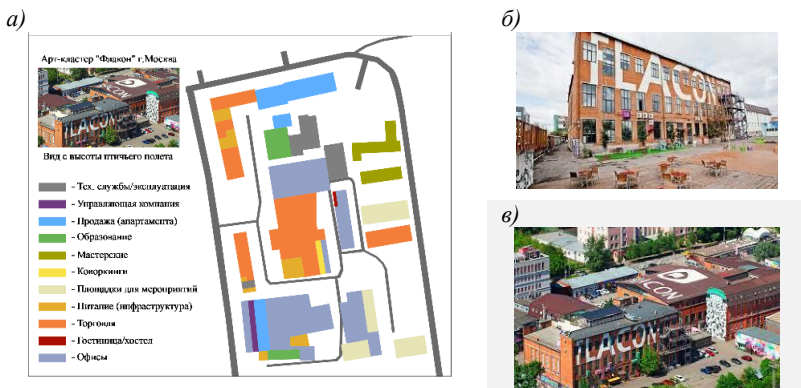 а)
Арт-кластер "Флакон" г.Москва
FLACON
Вид с высоты птичьего полета
- Тех. службы/эксплуатация
- Управляющая компания
- Продажа (апартамента)
- Образование
- Мастерские
- Коворкинги
- Площадки для мероприятий
- Питание (инфраструктура)
- Торговля
- Гостиница/хостел
- Офисы
б)
FLACON
в)
FLACON